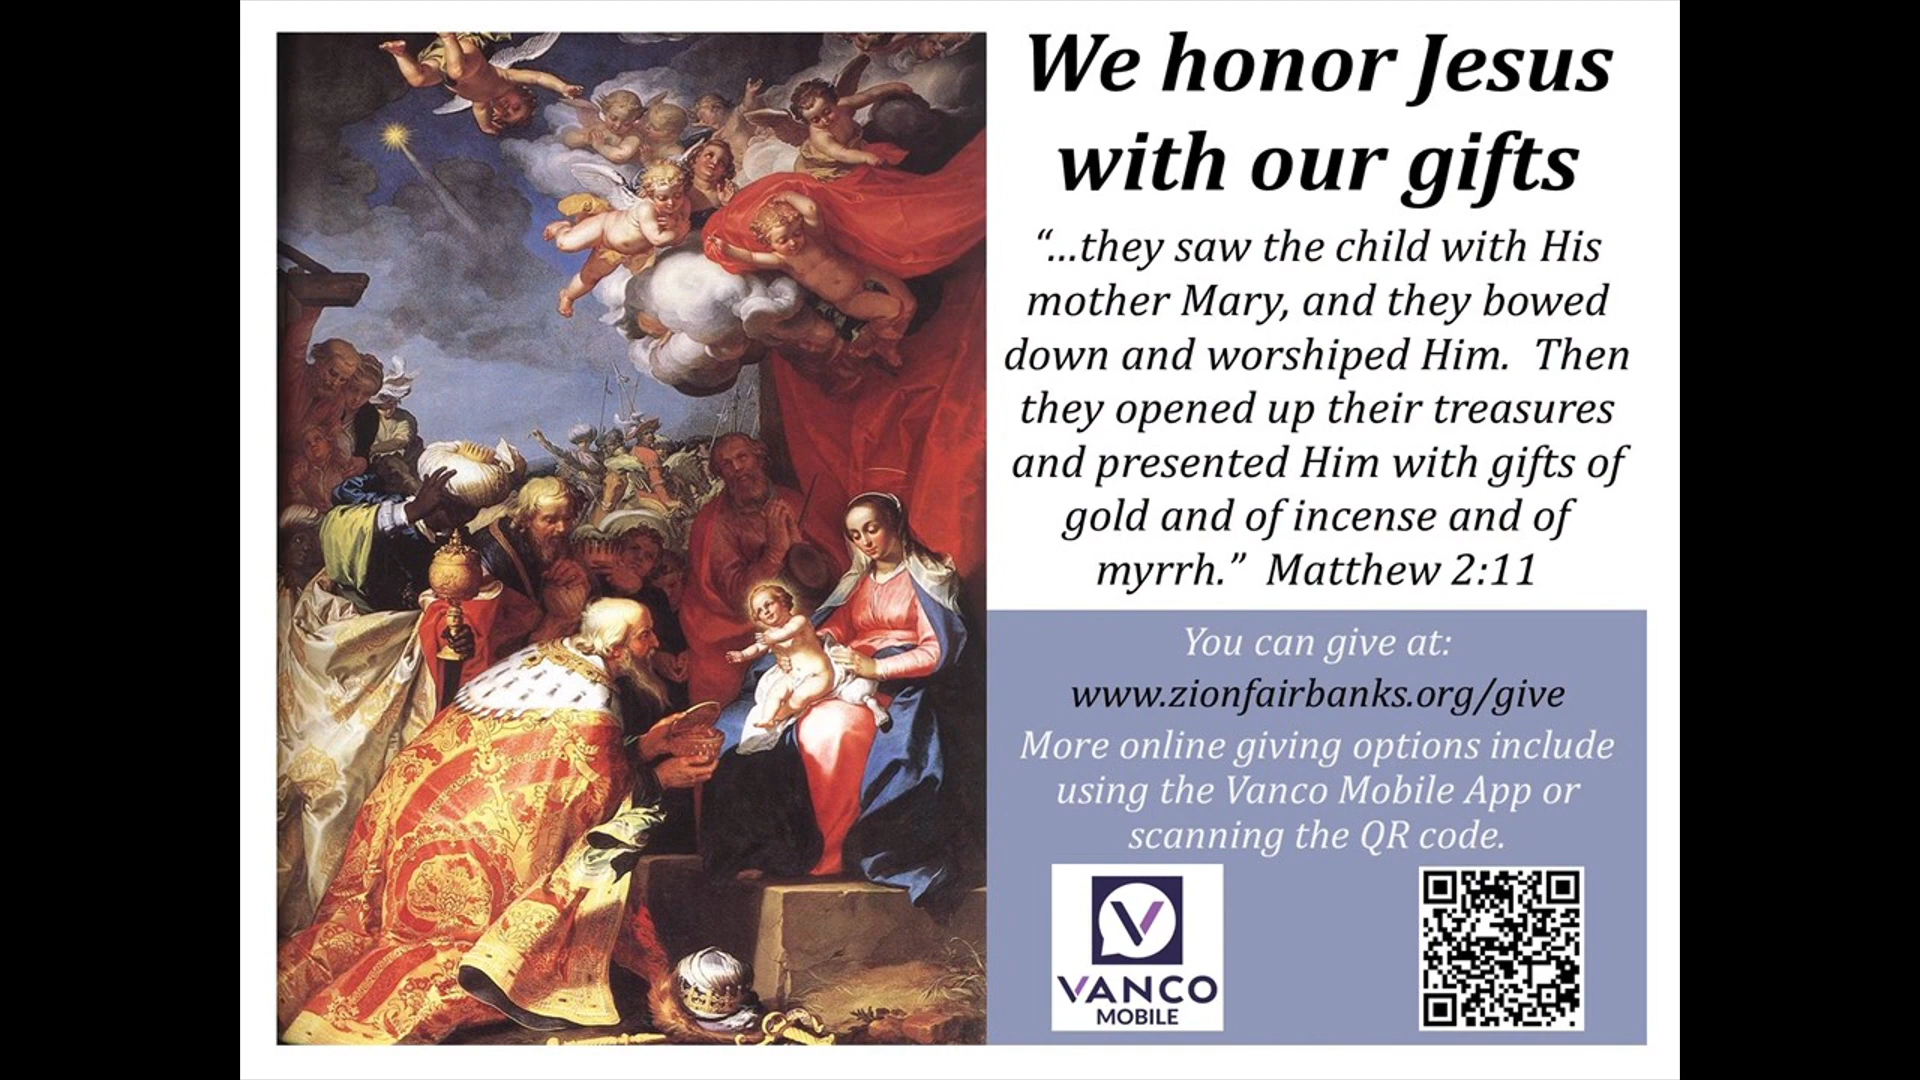 We honor Jesus
with our gifts
“...they saw the child with His
mother Mary, and they bowed
down and worshiped Him.  Then
they opened up their treasures
and presented Him with gifts of
gold and of incense and of
myrrh.”  Matthew 2:11
You can give at:
www.zionfairbanks.org/give
More online giving options include
using the Vanco Mobile App or
scanning the QR code.
VANCO
MOBILE